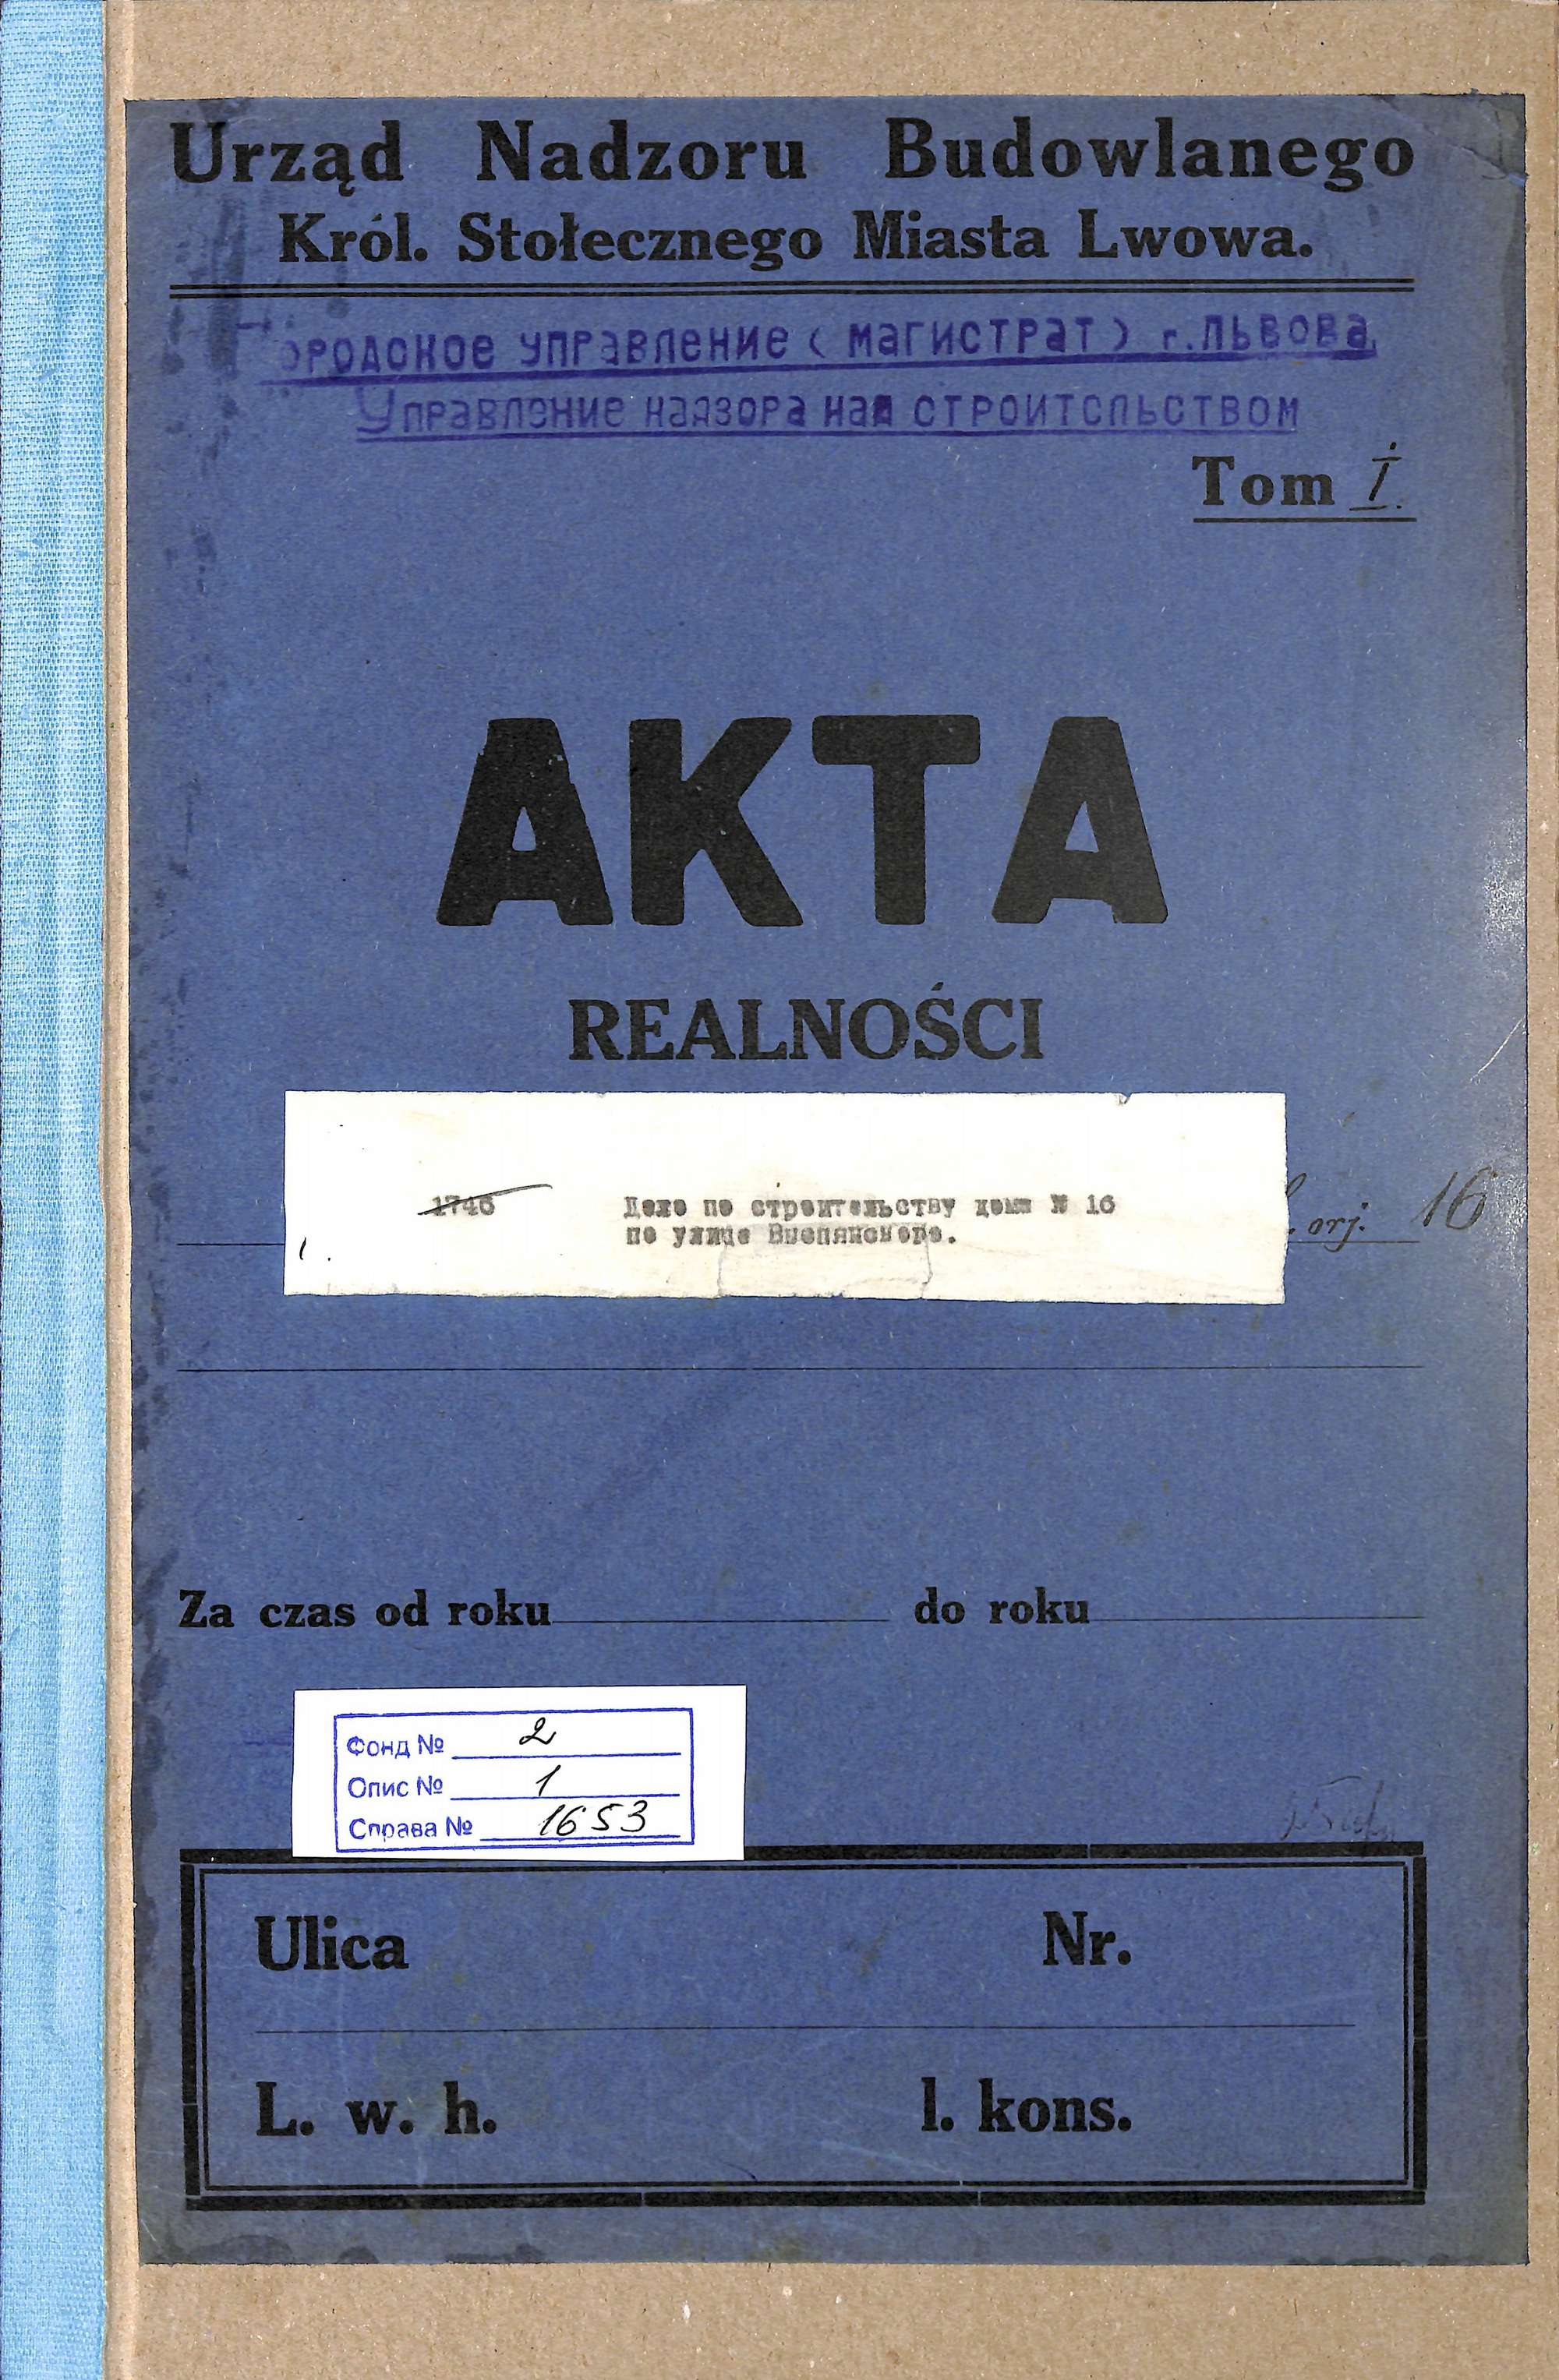 Urząd Nadzoru Budowlanego
Król. Stołecznego Miasta Lwowa.
ОРОДСКОЕ УПРАВЛЕНИЕ (МАГИСТРАТ) г.ЛЬВОВА
УПРАВЛЕНИЕ НАДЗОРА НАД СТРОИТЕЛЬСТВОМ
Tom I.
AKTA
REALNOŚCI
1746 Дело по строительству дома № 16
по улице Выспянского.
. orj. 16
Za czas od roku do roku
Фонд № 2
Опис № 1
Справа № 1653
Ulica Nr.
L. w. h. l. kons.